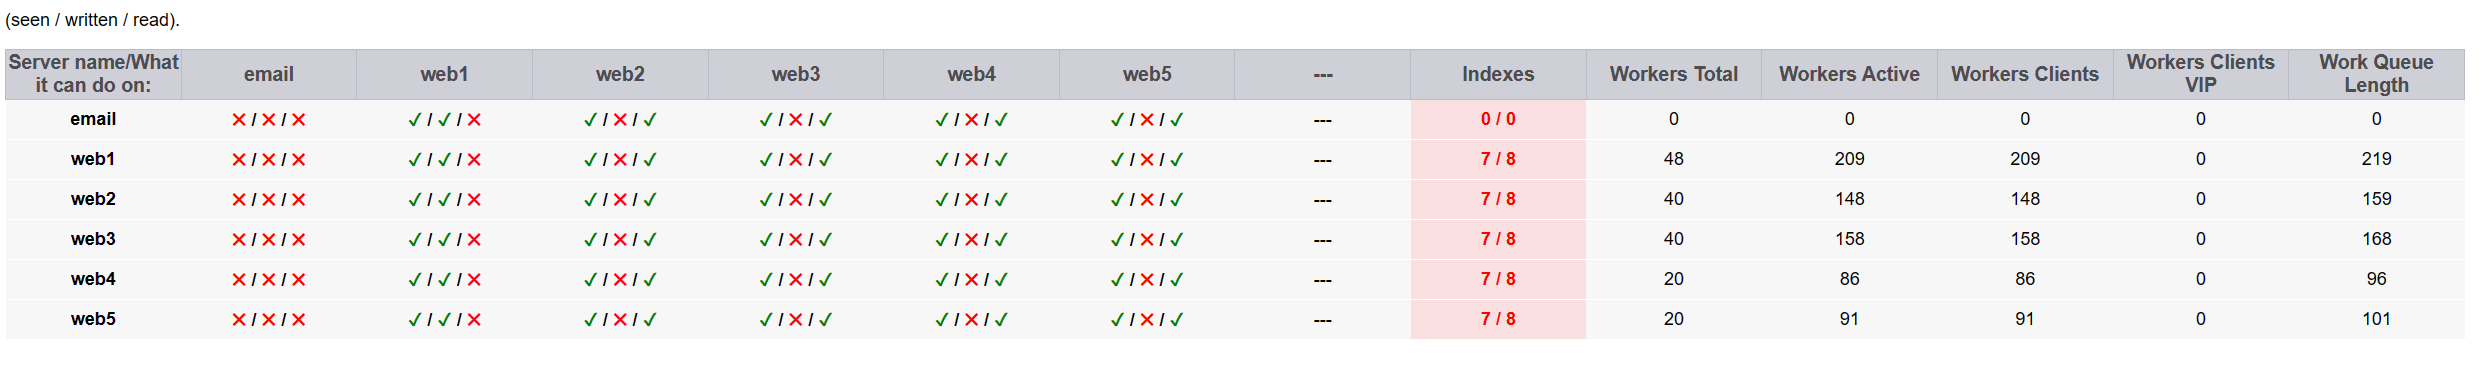 (seen / written / read).
Server name/What it can do on: email web1 web2 web3 web4 web5 --- Indexes Workers Total Workers Active Workers Clients Workers Clients VIP Work Queue Length
email ✕ / ✕ / ✕ ✓ / ✓ / ✕ ✓ / ✕ / ✓ ✓ / ✕ / ✓ ✓ / ✕ / ✓ ✓ / ✕ / ✓ --- 0 / 0 0 0 0 0 0
web1 ✕ / ✕ / ✕ ✓ / ✓ / ✕ ✓ / ✕ / ✓ ✓ / ✕ / ✓ ✓ / ✕ / ✓ ✓ / ✕ / ✓ --- 7 / 8 48 209 209 0 219
web2 ✕ / ✕ / ✕ ✓ / ✓ / ✕ ✓ / ✕ / ✓ ✓ / ✕ / ✓ ✓ / ✕ / ✓ ✓ / ✕ / ✓ --- 7 / 8 40 148 148 0 159
web3 ✕ / ✕ / ✕ ✓ / ✓ / ✕ ✓ / ✕ / ✓ ✓ / ✕ / ✓ ✓ / ✕ / ✓ ✓ / ✕ / ✓ --- 7 / 8 40 158 158 0 168
web4 ✕ / ✕ / ✕ ✓ / ✓ / ✕ ✓ / ✕ / ✓ ✓ / ✕ / ✓ ✓ / ✕ / ✓ ✓ / ✕ / ✓ --- 7 / 8 20 86 86 0 96
web5 ✕ / ✕ / ✕ ✓ / ✓ / ✕ ✓ / ✕ / ✓ ✓ / ✕ / ✓ ✓ / ✕ / ✓ ✓ / ✕ / ✓ --- 7 / 8 20 91 91 0 101